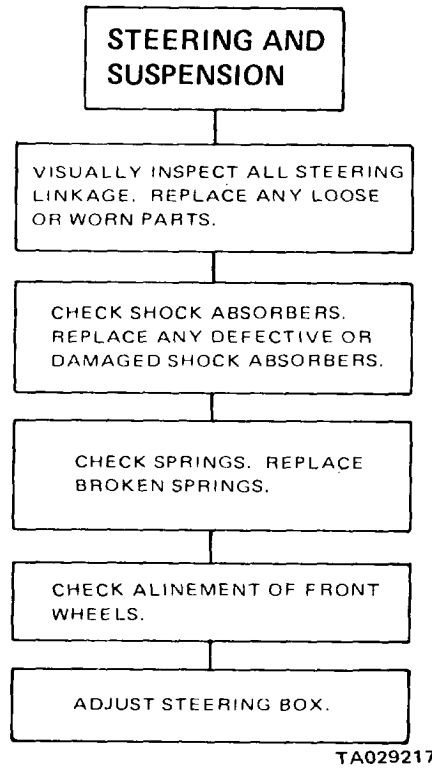 STEERING AND
SUSPENSION
VISUALLY INSPECT ALL STEERING
LINKAGE. REPLACE ANY LOOSE
OR WORN PARTS.
CHECK SHOCK ABSORBERS.
REPLACE ANY DEFECTIVE OR
DAMAGED SHOCK ABSORBERS.
CHECK SPRINGS. REPLACE
BROKEN SPRINGS.
CHECK ALINEMENT OF FRONT
WHEELS.
ADJUST STEERING BOX.
TA029217